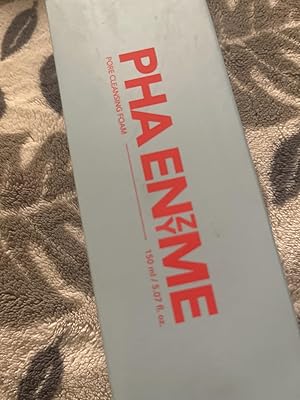 PHA ENZYME
PORE CLEANSING FOAM
150 ml / 5.07 fl. oz.